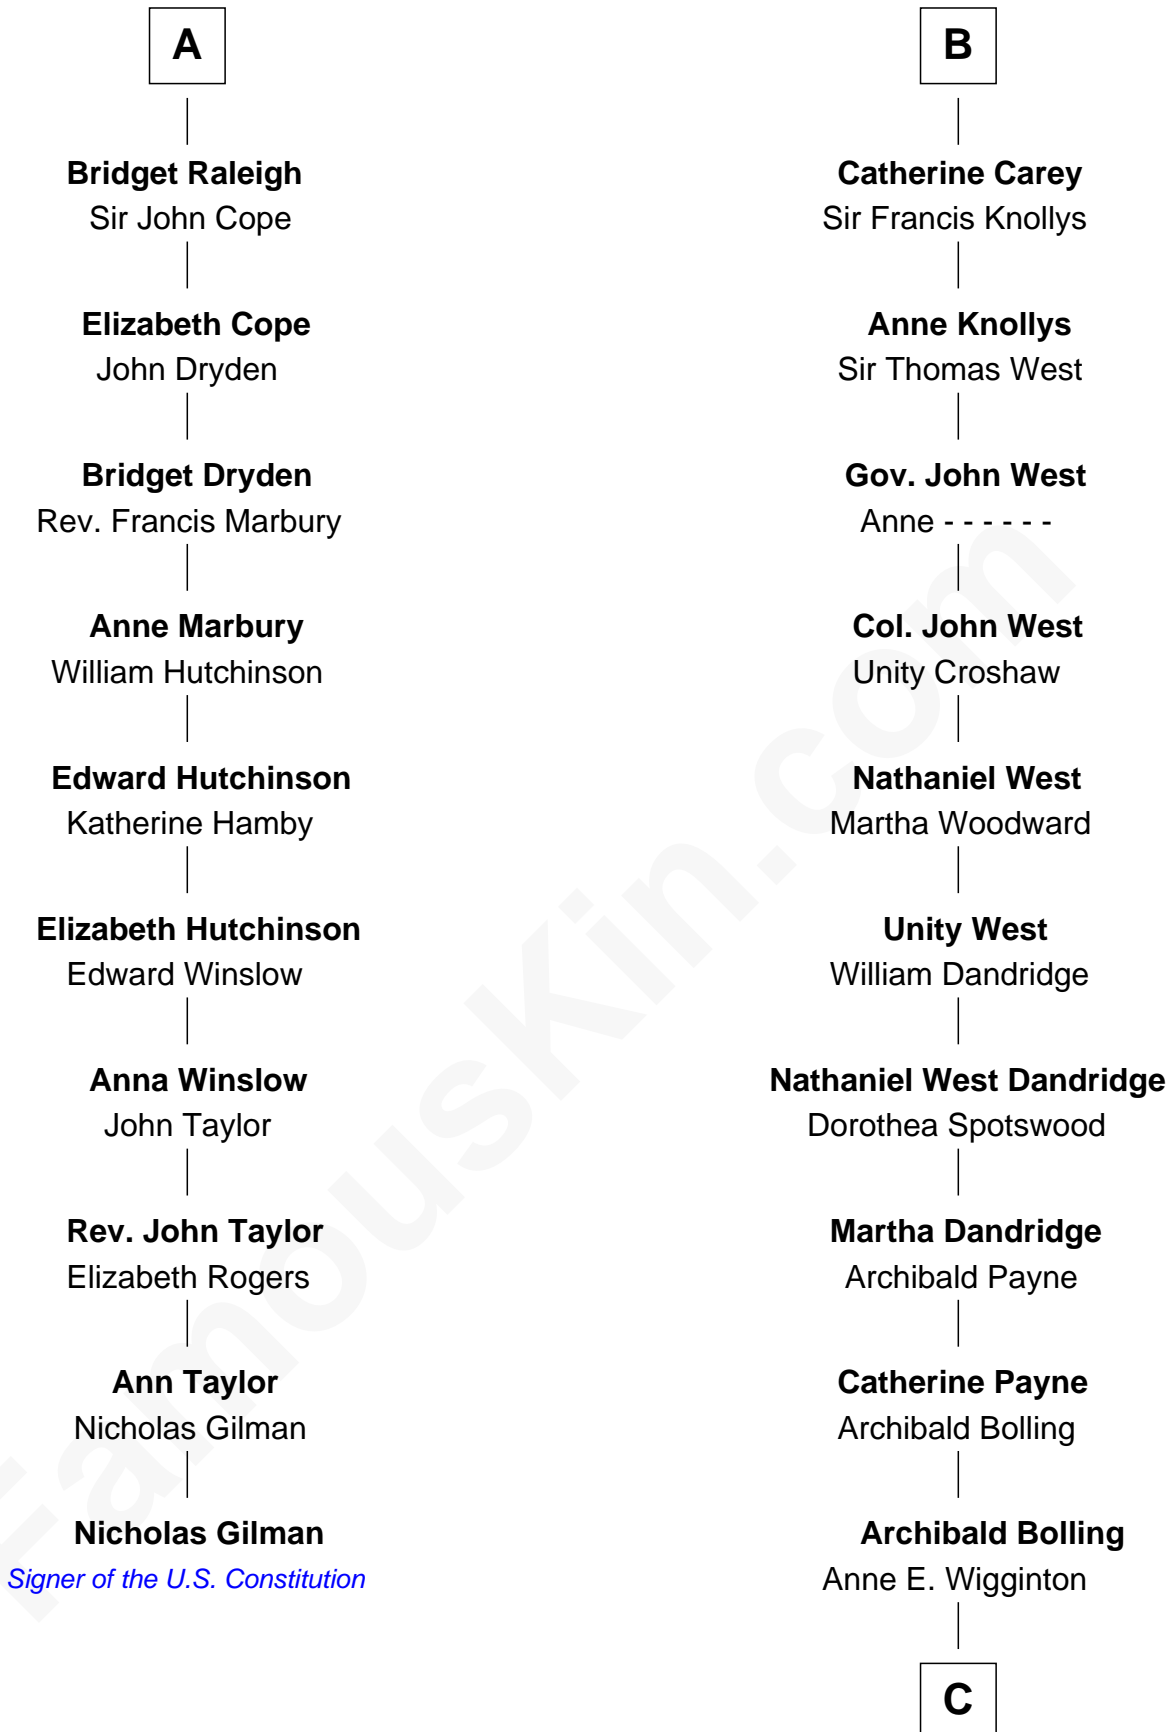 A
Bridget Raleigh
Sir John Cope
Elizabeth Cope
John Dryden
Bridget Dryden
Rev. Francis Marbury
Anne Marbury
William Hutchinson
Edward Hutchinson
Katherine Hamby
Elizabeth Hutchinson
Edward Winslow
Anna Winslow
John Taylor
Rev. John Taylor
Elizabeth Rogers
Ann Taylor
Nicholas Gilman
Nicholas Gilman
Signer of the U.S. Constitution
B
Catherine Carey
Sir Francis Knollys
Anne Knollys
Sir Thomas West
Gov. John West
Anne - - - - - -
Col. John West
Unity Croshaw
Nathaniel West
Martha Woodward
Unity West
William Dandridge
Nathaniel West Dandridge
Dorothea Spotswood
Martha Dandridge
Archibald Payne
Catherine Payne
Archibald Bolling
Archibald Bolling
Anne E. Wigginton
C
FamousKin.com